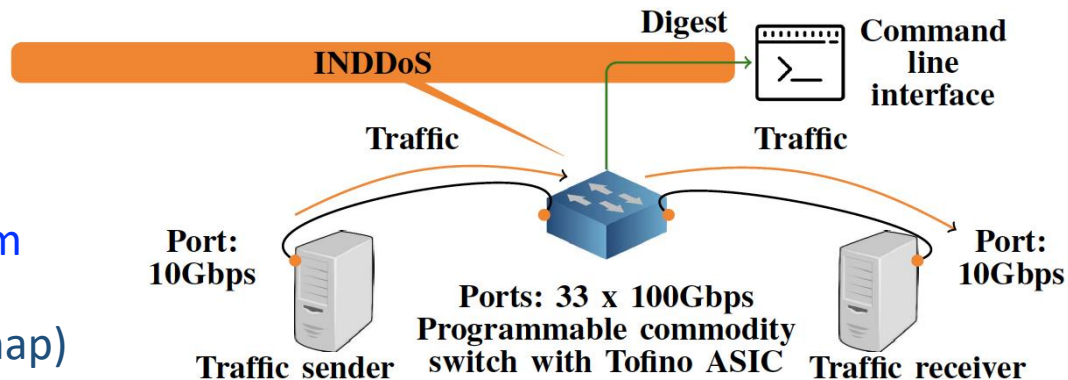 Digest
INDDoS
Command
line
interface
>_
Traffic
Traffic
m
Port:
10Gbps
Port:
10Gbps
ap)
Ports: 33 x 100Gbps
Programmable commodity
switch with Tofino ASIC
Traffic sender
Traffic receiver